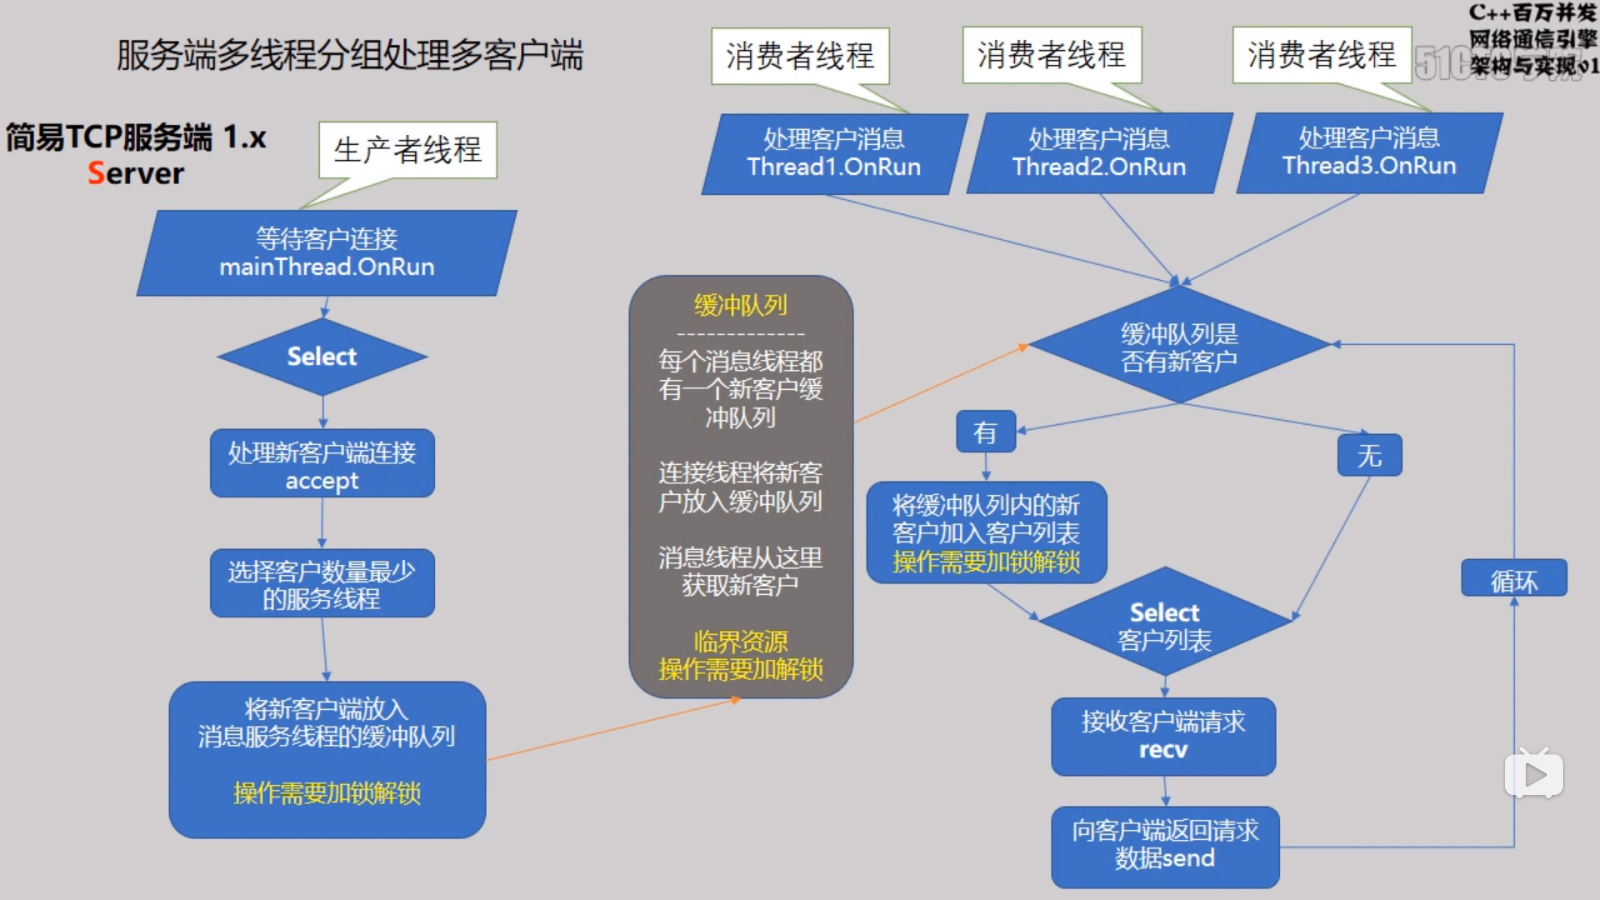 服务端多线程分组处理多客户端
C++百万并发
网络通信引擎
架构与实现v1
简易TCP服务端 1.x
Server
生产者线程
等待客户连接
mainThread.OnRun
Select
处理新客户端连接
accept
选择客户数量最少
的服务线程
将新客户端放入
消息服务线程的缓冲队列
操作需要加锁解锁
缓冲队列
-------------
每个消息线程都
有一个新客户缓
冲队列
连接线程将新客
户放入缓冲队列
消息线程从这里
获取新客户
临界资源
操作需要加解锁
消费者线程
消费者线程
消费者线程
处理客户消息
Thread1.OnRun
处理客户消息
Thread2.OnRun
处理客户消息
Thread3.OnRun
缓冲队列是
否有新客户
有
无
将缓冲队列内的新
客户加入客户列表
操作需要加锁解锁
Select
客户列表
接收客户端请求
recv
向客户端返回请求
数据send
循环